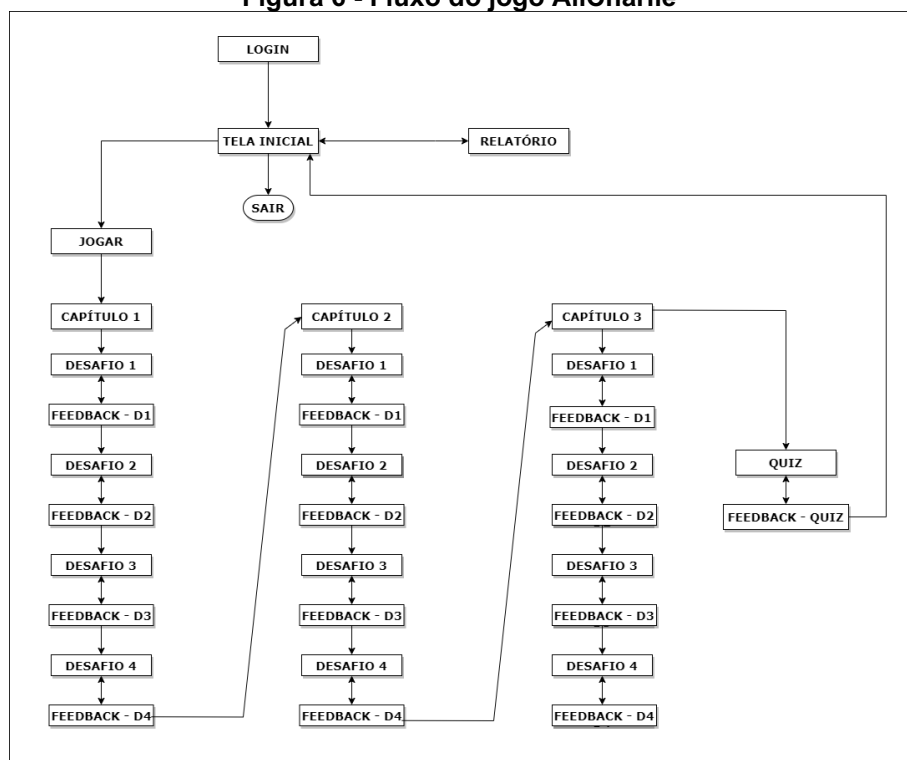 Figura 6 - Fluxo do jogo AliCharlie
LOGIN
TELA INICIAL
RELATÓRIO
SAIR
JOGAR
CAPÍTULO 1
DESAFIO 1
FEEDBACK - D1
DESAFIO 2
FEEDBACK - D2
DESAFIO 3
FEEDBACK - D3
DESAFIO 4
FEEDBACK - D4
CAPÍTULO 2
DESAFIO 1
FEEDBACK - D1
DESAFIO 2
FEEDBACK - D2
DESAFIO 3
FEEDBACK - D3
DESAFIO 4
FEEDBACK - D4
CAPÍTULO 3
DESAFIO 1
FEEDBACK - D1
DESAFIO 2
FEEDBACK - D2
DESAFIO 3
FEEDBACK - D3
DESAFIO 4
FEEDBACK - D4
QUIZ
FEEDBACK - QUIZ